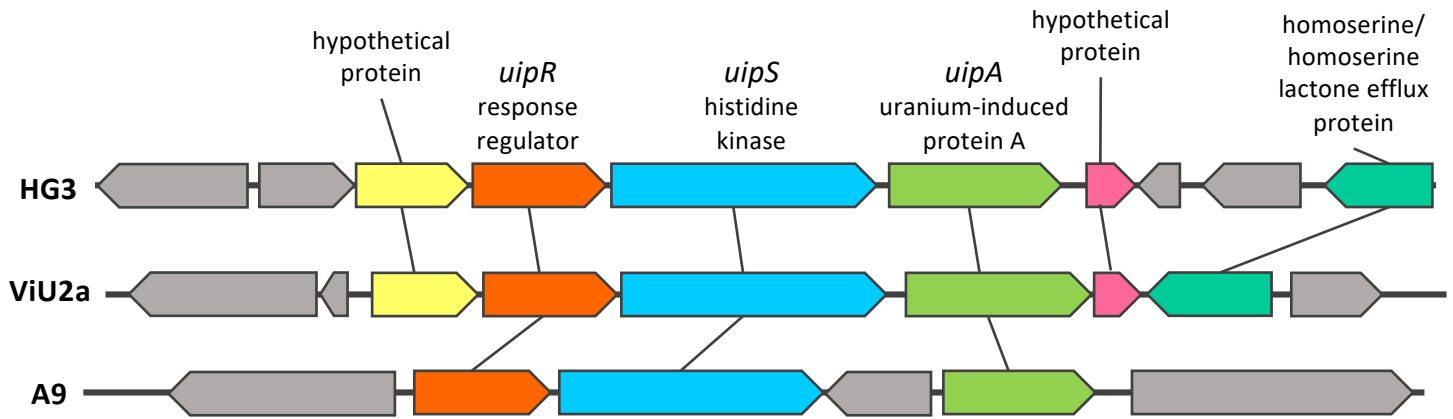 hypothetical
protein
uipR
response
regulator
uipS
histidine
kinase
uipA
uranium-induced
protein A
hypothetical
protein
homoserine/
homoserine
lactone efflux
protein
HG3
ViU2a
A9